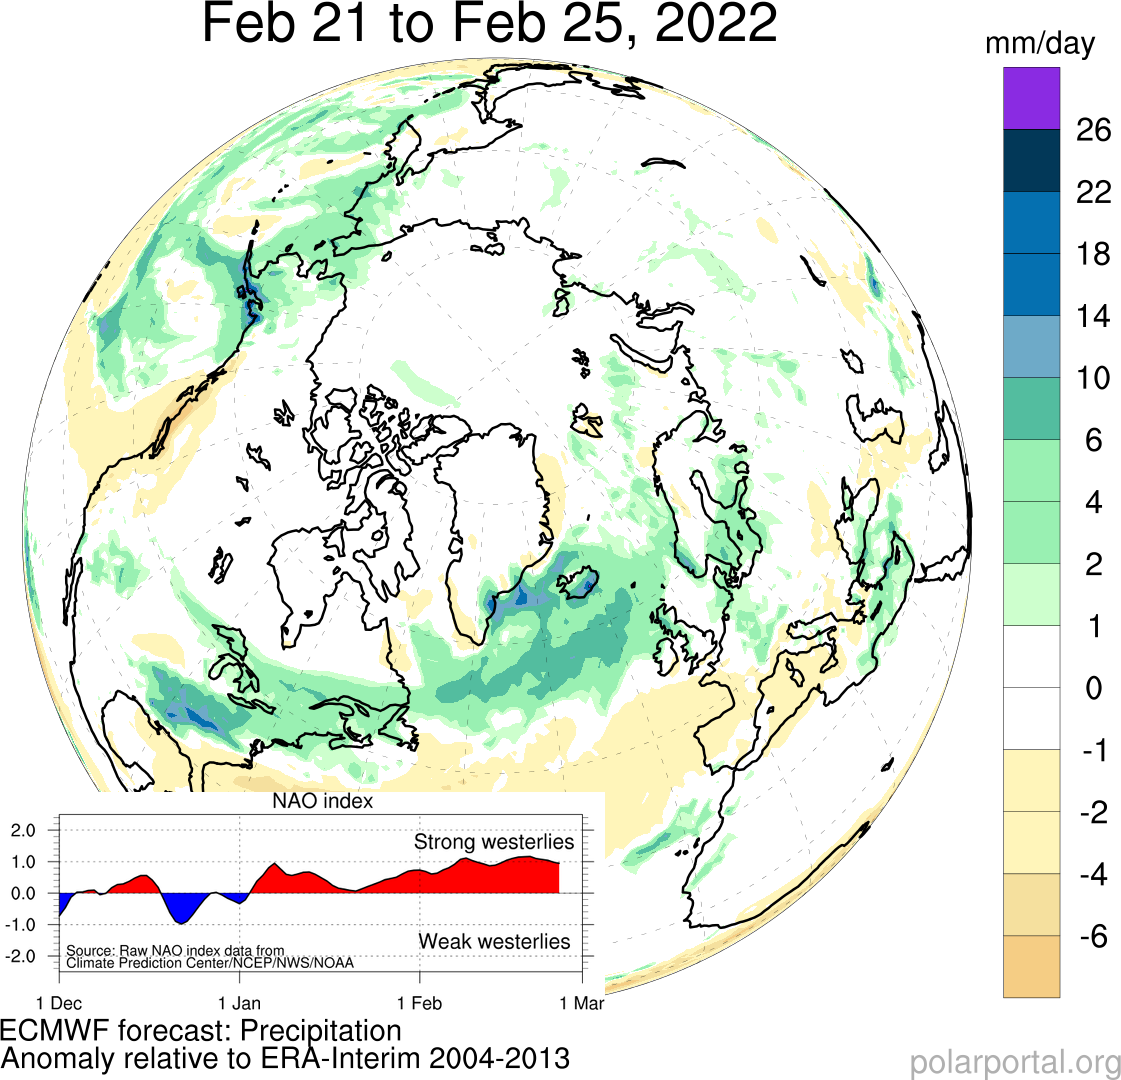 Feb 21 to Feb 25, 2022
mm/day
26
22
18
14
10
6
4
2
1
0
-1
-2
-4
-6
NAO index
2.0
1.0
0.0
-1.0
-2.0
Strong westerlies
Weak westerlies
Source: Raw NAO index data from
Climate Prediction Center/NCEP/NWS/NOAA
1 Dec 1 Jan 1 Feb 1 Mar
ECMWF forecast: Precipitation
Anomaly relative to ERA-Interim 2004-2013
polarportal.org